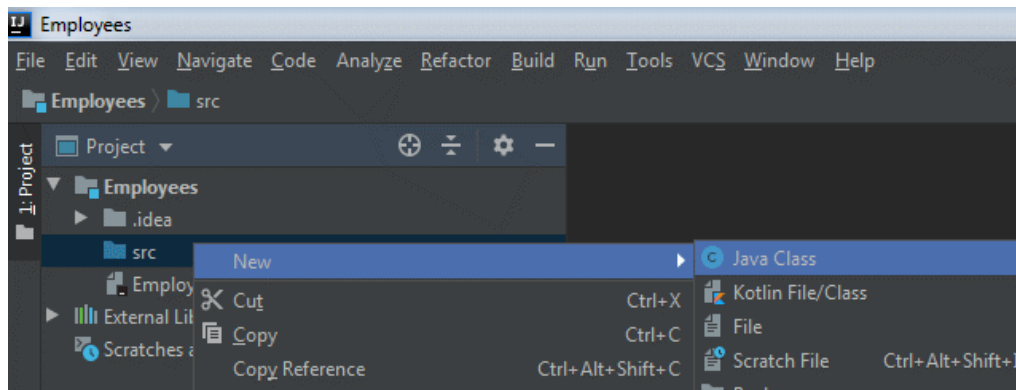 IJ Employees
File Edit View Navigate Code Analyze Refactor Build Run Tools VCS Window Help
Employees src
1: Project
Project
Employees
.idea
src
New
Java Class
Employ
Cut Ctrl+X
Kotlin File/Class
External Lib
Copy Ctrl+C
File
Scratches a
Copy Reference Ctrl+Alt+Shift+C
Scratch File Ctrl+Alt+Shift+